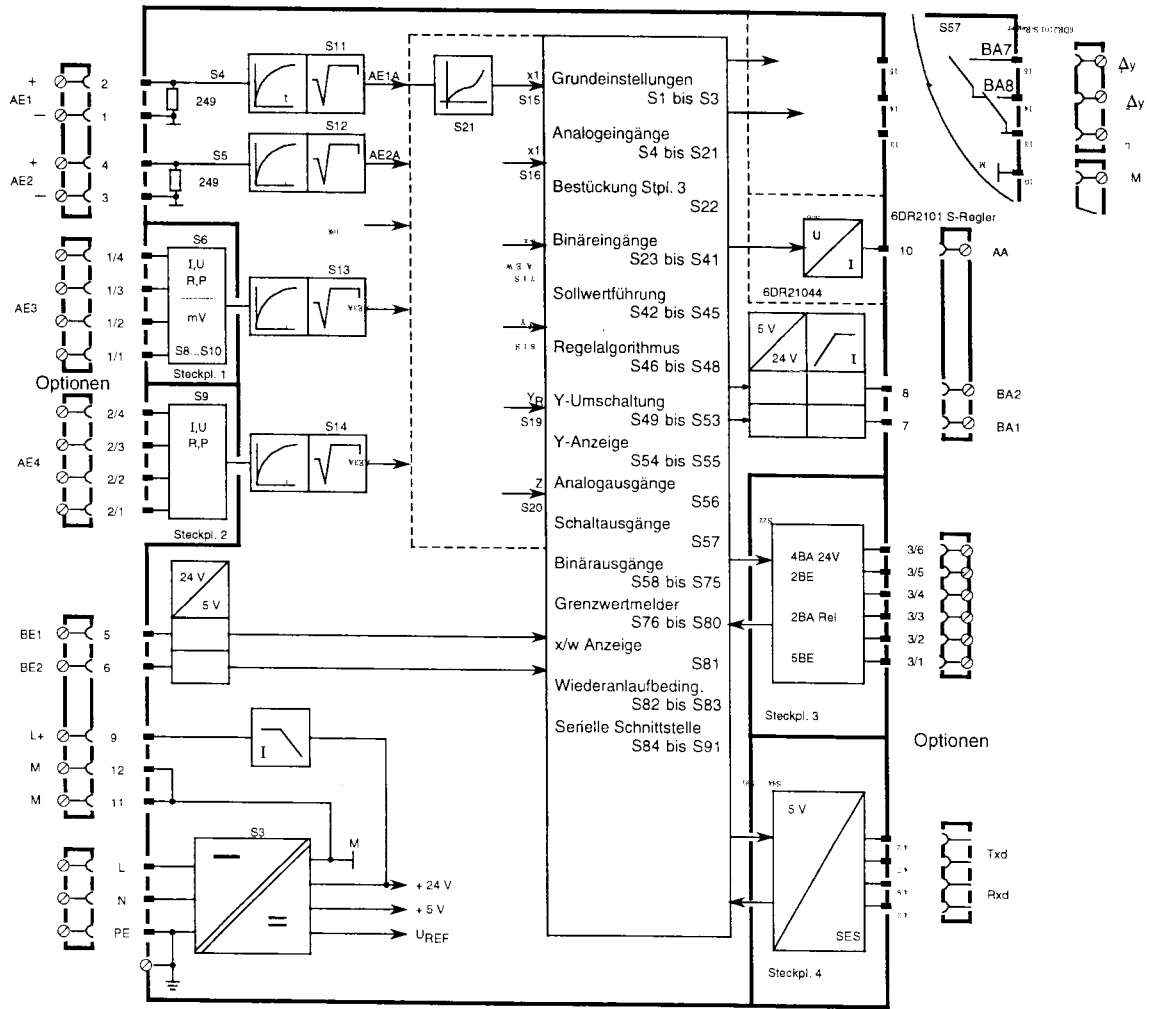 +
AE1
−
2
1
+
AE2
−
4
3
S4
249
S5
249
S11
t
AE1A
S12
AE2A
S21
x1
S15
x1
S16
1/4
1/3
1/2
1/1
AE3
S6
I,U
R,P
mV
S8...S10
Steckpl. 1
S13
Optionen
2/4
2/3
2/2
2/1
AE4
S9
I,U
R,P
Steckpl. 2
S14
YR
S19
Z
S20
24 V
5 V
BE1
5
BE2
6
L+
9
M
12
M
11
I
L
N
PE
S3
M
+ 24 V
+ 5 V
UREF
Grundeinstellungen
S1 bis S3
Analogeingänge
S4 bis S21
Bestückung Stpl. 3
S22
Binäreingänge
S23 bis S41
Sollwertführung
S42 bis S45
Regelalgorithmus
S46 bis S48
Y-Umschaltung
S49 bis S53
Y-Anzeige
S54 bis S55
Analogausgänge
S56
Schaltausgänge
S57
Binärausgänge
S58 bis S75
Grenzwertmelder
S76 bis S80
x/w Anzeige
S81
Wiederanlaufbeding.
S82 bis S83
Serielle Schnittstelle
S84 bis S91
S57
6DR2101 S-Regler
BA7
BA8
M
Δy
Δy
L
M
6DR2101 S-Regler
U
I
6DR21044
10
AA
5 V
24 V
I
8
7
BA2
BA1
S22
4BA 24V
2BE
2BA Rel
5BE
3/6
3/5
3/4
3/3
3/2
3/1
Steckpl. 3
Optionen
S84
5 V
SES
Txd
Rxd
Steckpl. 4